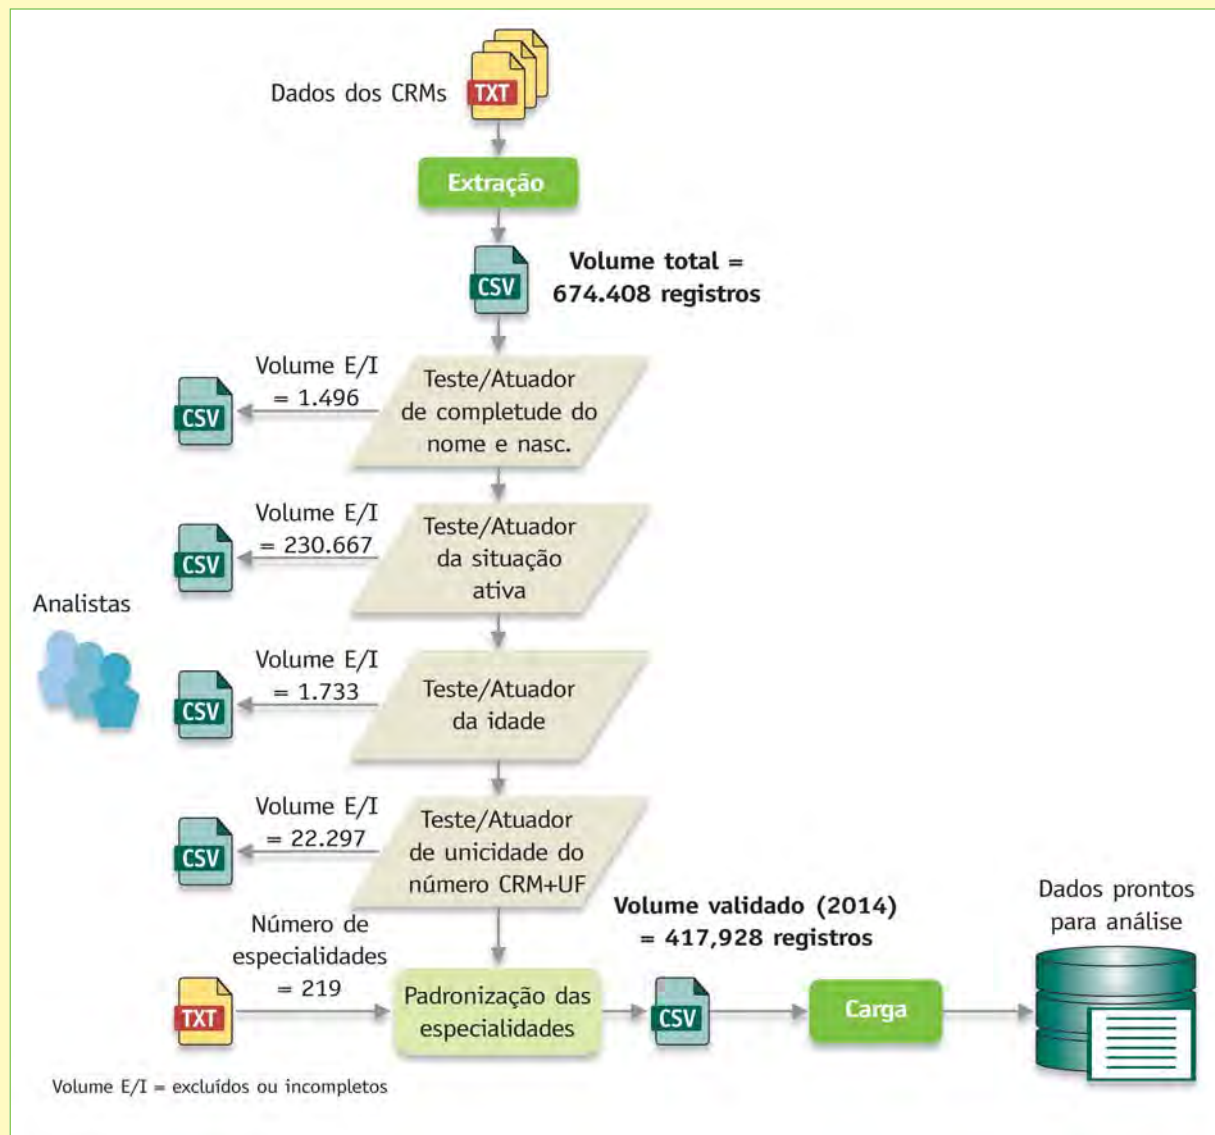 Dados dos CRMs
TXT
Extração
CSV
Volume total =
674.408 registros
Volume E/I
= 1.496
CSV
Teste/Atuador
de completude do
nome e nasc.
Volume E/I
= 230.667
CSV
Teste/Atuador
da situação
ativa
Analistas
Volume E/I
= 1.733
CSV
Teste/Atuador
da idade
Volume E/I
= 22.297
CSV
Teste/Atuador
de unicidade do
número CRM+UF
Número de
especialidades
= 219
TXT
Padronização das
especialidades
Volume validado (2014)
= 417,928 registros
CSV
Carga
Dados prontos
para análise
Volume E/I = excluídos ou incompletos